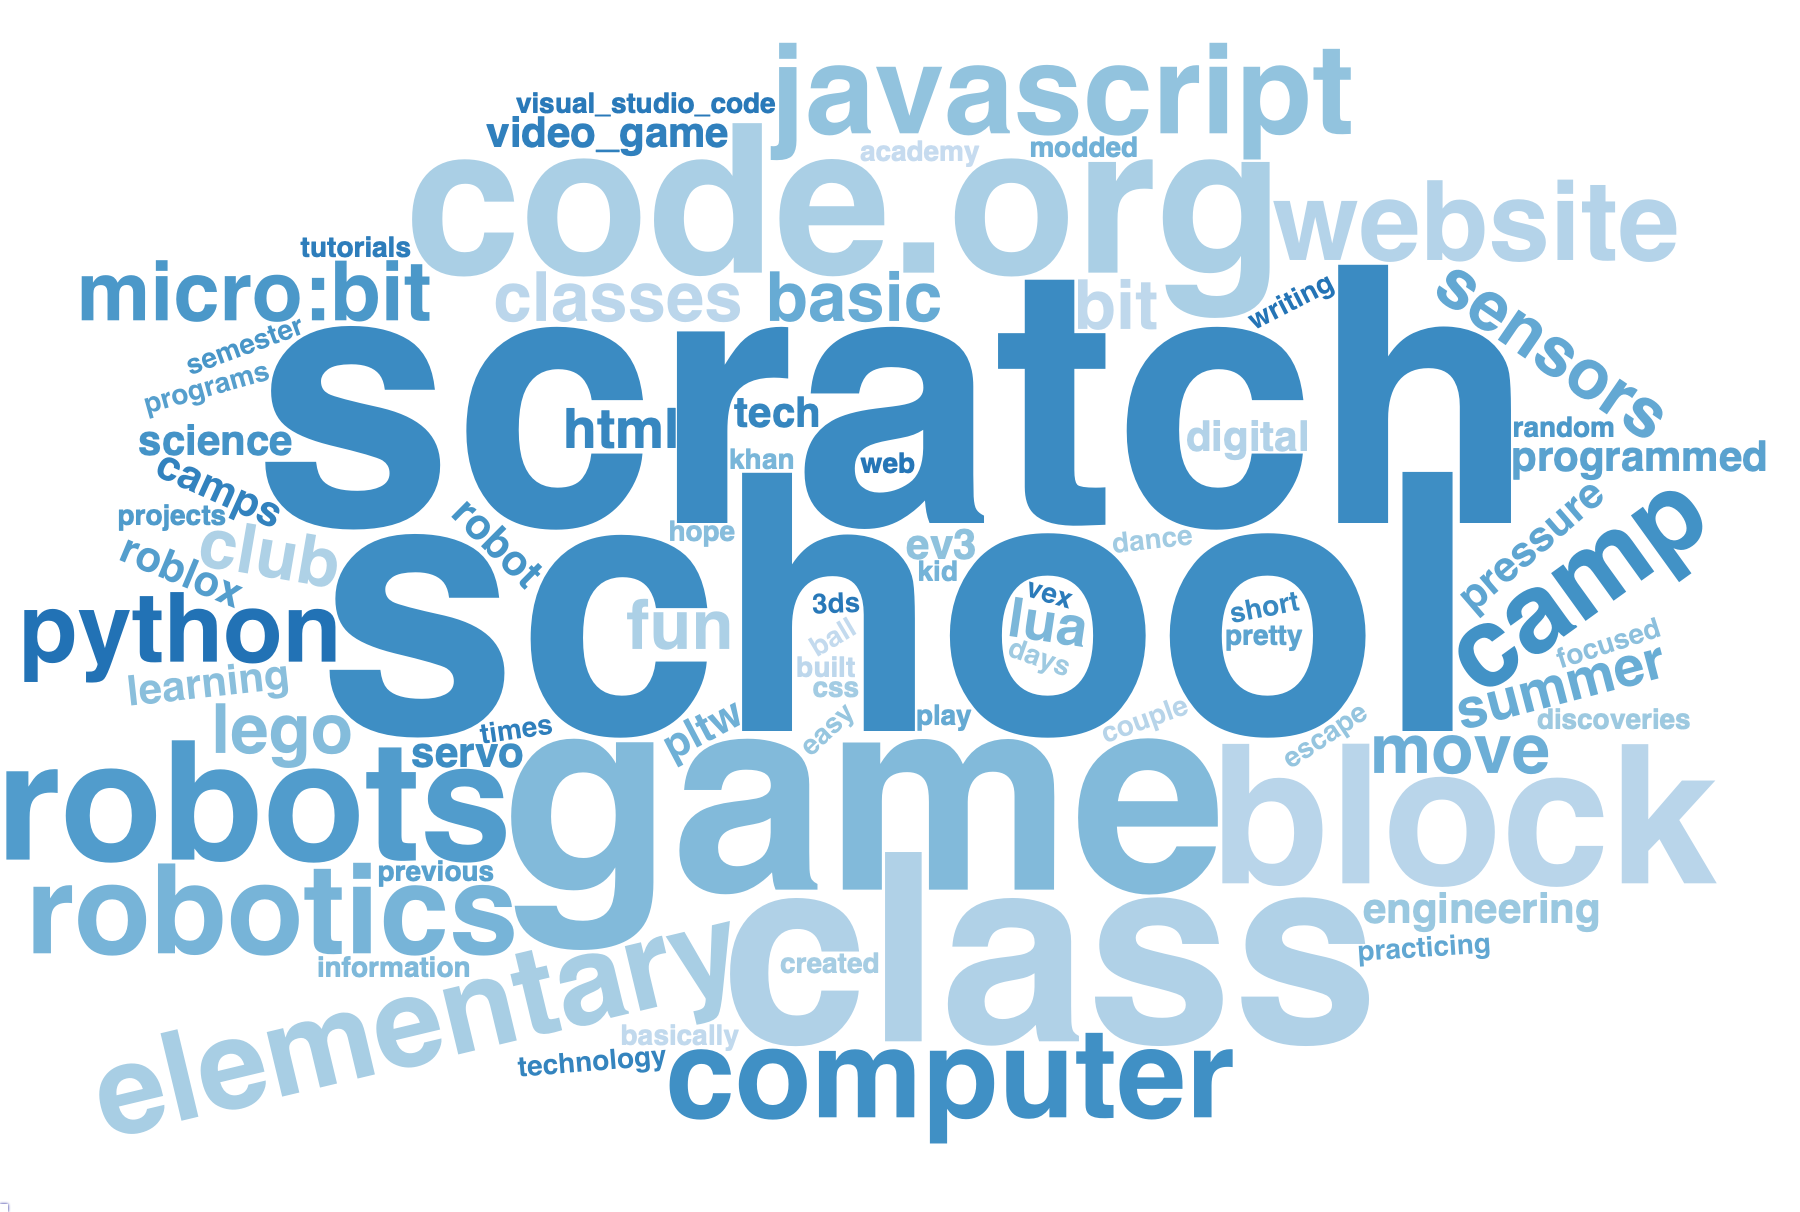 javascript
visual_studio_code
video_game
academy
modded
code.org
website
tutorials
micro:bit
classes
basic
bit
writing
sensors
semester
programs
scratch
html
tech
digital
khan
web
random
programmed
science
camps
projects
club
roblox
robot
hope
ev3
kid
dance
pressure
camp
python
school
fun
3ds
ball
built
css
vex
lua
days
short
pretty
focused
summer
learning
lego
times
servo
pltw
easy
play
couple
escape
discoveries
move
robots
game
block
previous
robotics
class
engineering
practicing
information
created
elementary
basically
technology
computer